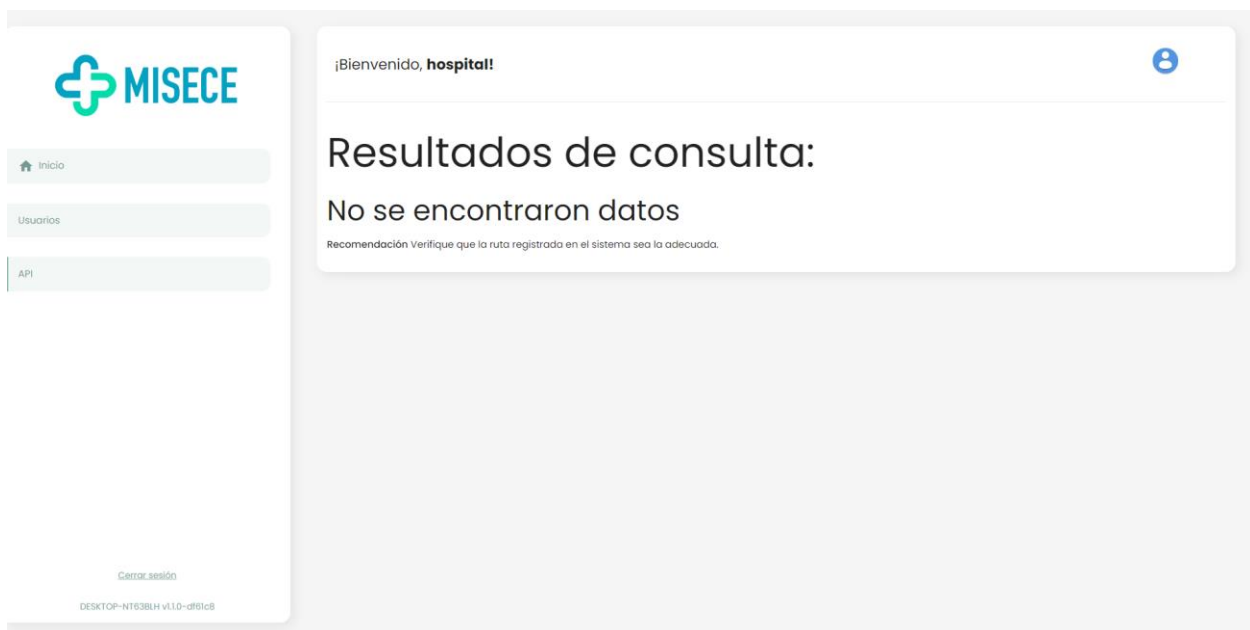 MISECE
Inicio
Usuarios
API
Cerrar sesión
DESKTOP-NT63BLH v1.1.0-df61c8
¡Bienvenido, hospital!
Resultados de consulta:
No se encontraron datos
Recomendación Verifique que la ruta registrada en el sistema sea la adecuada.